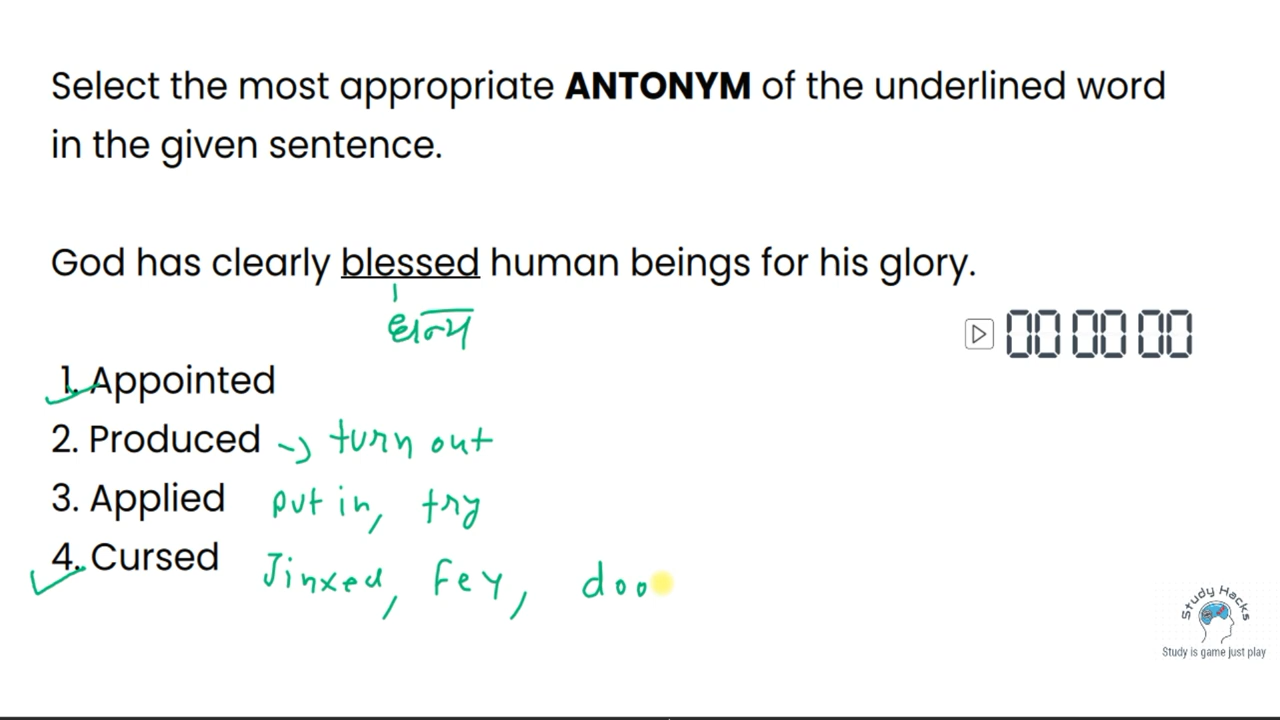 Select the most appropriate ANTONYM of the underlined word
in the given sentence.
God has clearly blessed human beings for his glory.
धन्य
00 00 00
1. Appointed
2. Produced → turn out
3. Applied put in, try
4. Cursed Jinxed, Fey, doo
Study Hacks
Study is game just play